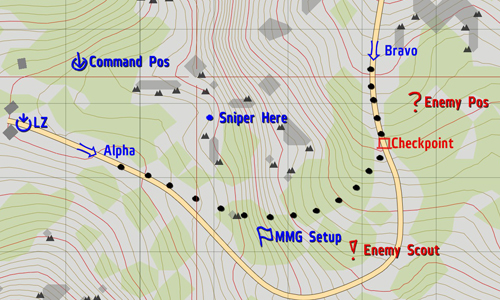 Bravo
Command Pos
Enemy Pos
Sniper Here
LZ
Checkpoint
Alpha
MMG Setup
Enemy Scout